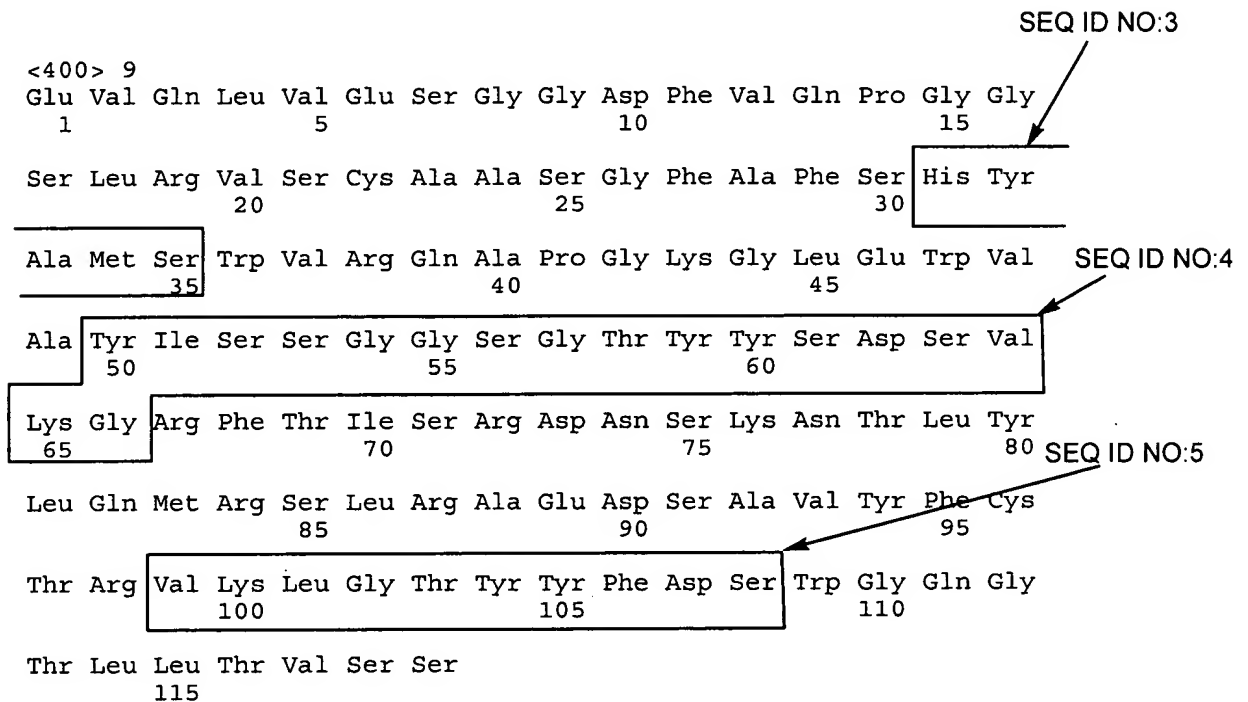 SEQ ID NO:3
<400> 9
Glu Val Gln Leu Val Glu Ser Gly Gly Asp Phe Val Gln Pro Gly Gly
1 5 10 15
Ser Leu Arg Val Ser Cys Ala Ala Ser Gly Phe Ala Phe Ser His Tyr
20 25 30
Ala Met Ser Trp Val Arg Gln Ala Pro Gly Lys Gly Leu Glu Trp Val
SEQ ID NO:4
35 40 45
Ala Tyr Ile Ser Ser Gly Gly Ser Gly Thr Tyr Tyr Ser Asp Ser Val
50 55 60
Lys Gly Arg Phe Thr Ile Ser Arg Asp Asn Ser Lys Asn Thr Leu Tyr
65 70 75 80
SEQ ID NO:5
Leu Gln Met Arg Ser Leu Arg Ala Glu Asp Ser Ala Val Tyr Phe Cys
85 90 95
Thr Arg Val Lys Leu Gly Thr Tyr Tyr Phe Asp Ser Trp Gly Gln Gly
100 105 110
Thr Leu Leu Thr Val Ser Ser
115